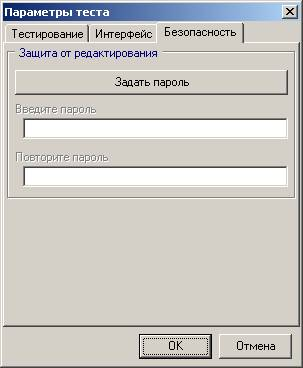 Параметры теста
Тестирование Интерфейс Безопасность
Защита от редактирования
Задать пароль
Введите пароль
Повторите пароль
OK Отмена